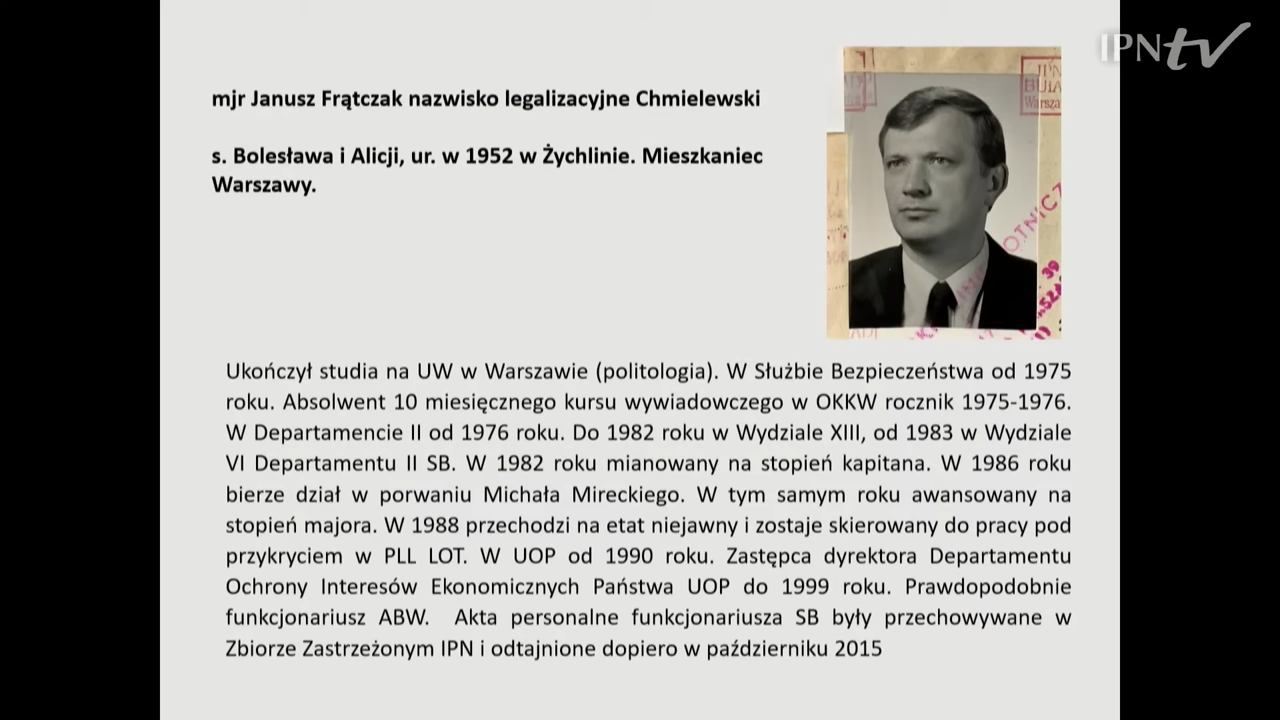 IPNtv
mjr Janusz Frątczak nazwisko legalizacyjne Chmielewski
s. Bolesława i Alicji, ur. w 1952 w Żychlinie. Mieszkaniec
Warszawy.
IPN
BUiA
Warsza
OTNICZ
39
Ukończył studia na UW w Warszawie (politologia). W Służbie Bezpieczeństwa od 1975
roku. Absolwent 10 miesięcznego kursu wywiadowczego w OKKW rocznik 1975-1976.
W Departamencie II od 1976 roku. Do 1982 roku w Wydziale XIII, od 1983 w Wydziale
VI Departamentu II SB. W 1982 roku mianowany na stopień kapitana. W 1986 roku
bierze dział w porwaniu Michała Mireckiego. W tym samym roku awansowany na
stopień majora. W 1988 przechodzi na etat niejawny i zostaje skierowany do pracy pod
przykryciem w PLL LOT. W UOP od 1990 roku. Zastępca dyrektora Departamentu
Ochrony Interesów Ekonomicznych Państwa UOP do 1999 roku. Prawdopodobnie
funkcjonariusz ABW. Akta personalne funkcjonariusza SB były przechowywane w
Zbiorze Zastrzeżonym IPN i odtajnione dopiero w październiku 2015